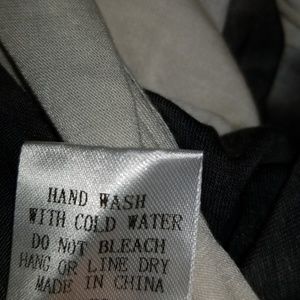 HAND WASH
WITH COLD WATER
DO NOT BLEACH
HANG OR LINE DRY
MADE IN CHINA